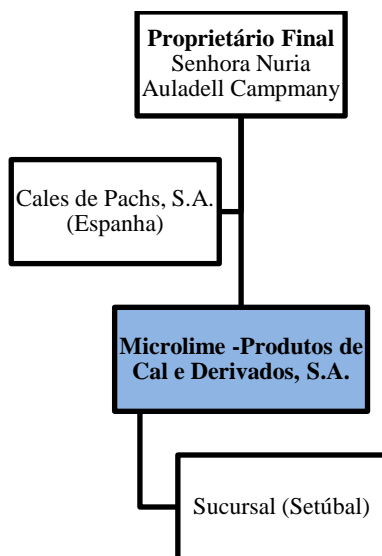 Proprietário Final
Senhora Nuria
Auladell Campmany
Cales de Pachs, S.A.
(Espanha)
Microlime -Produtos de
Cal e Derivados, S.A.
Sucursal (Setúbal)